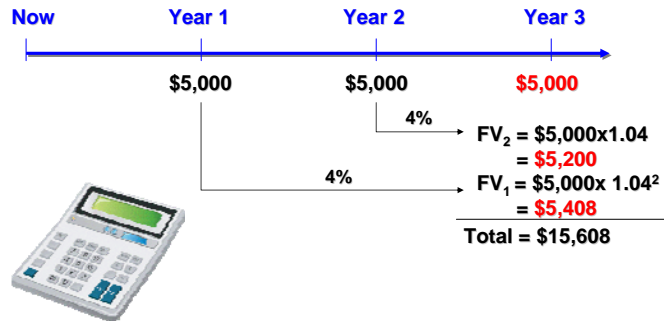 Now Year 1 Year 2 Year 3
$5,000 $5,000 $5,000
4% FV₂ = $5,000x1.04
= $5,200
4% FV₁ = $5,000x 1.04²
= $5,408
Total = $15,608